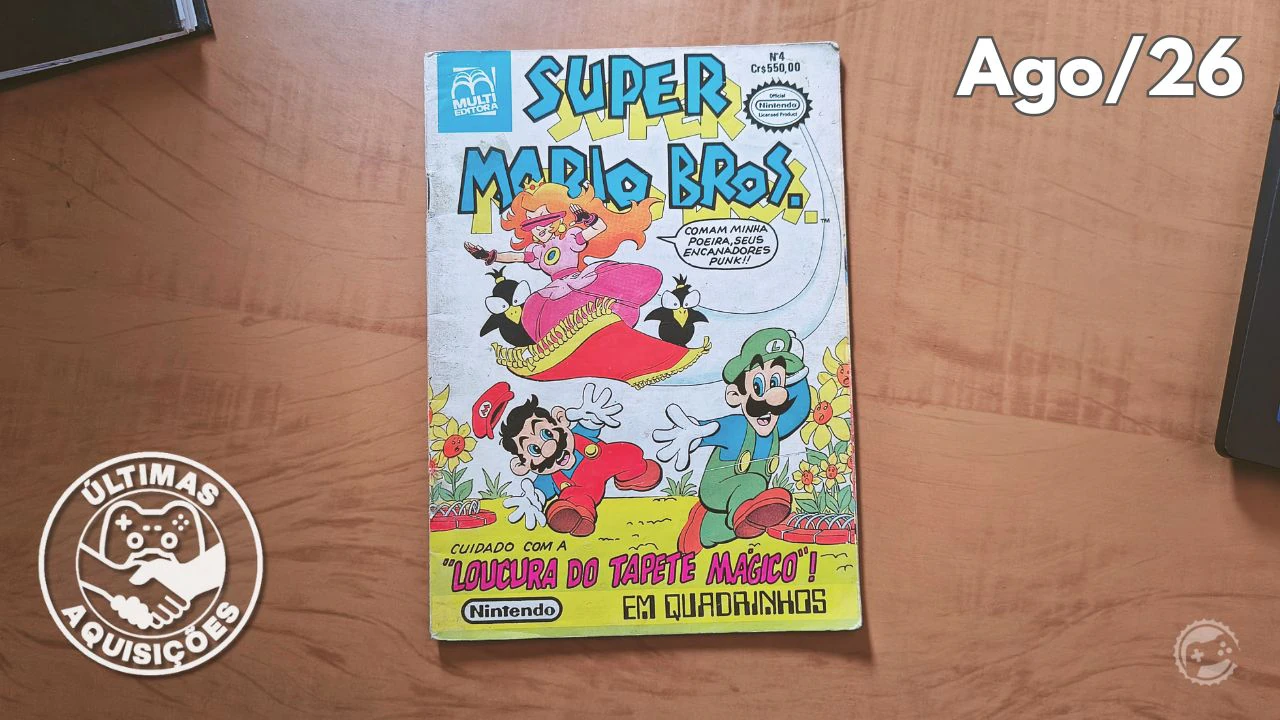 Ago/26
MULTI
EDITORA
SUPER
MARIO BROS.
TM
Nº4
Cr$550,00
Official
Nintendo
Licensed Product
COMAM MINHA
POEIRA, SEUS
ENCANADORES
PUNK!!
L
M
CUIDADO COM A
"LOUCURA DO TAPETE MÁGICO"!
Nintendo
EM QUADRINHOS
ÚLTIMAS
AQUISIÇÕES